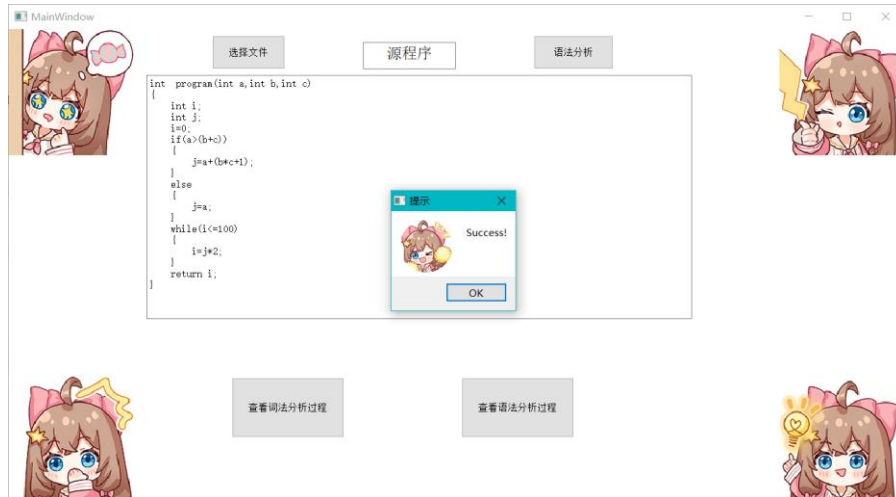 MainWindow
选择文件
源程序
语法分析
int  program(int a,int b,int c)
{
    int i;
    int j;
    i=0;
    if(a>(b+c))
    {
        j=a+(b*c+1);
    }
    else
    {
        j=a;
    }
    while(i<=100)
    {
        i=j*2;
    }
    return i;
}
提示
Success!
OK
查看词法分析过程
查看语法分析过程